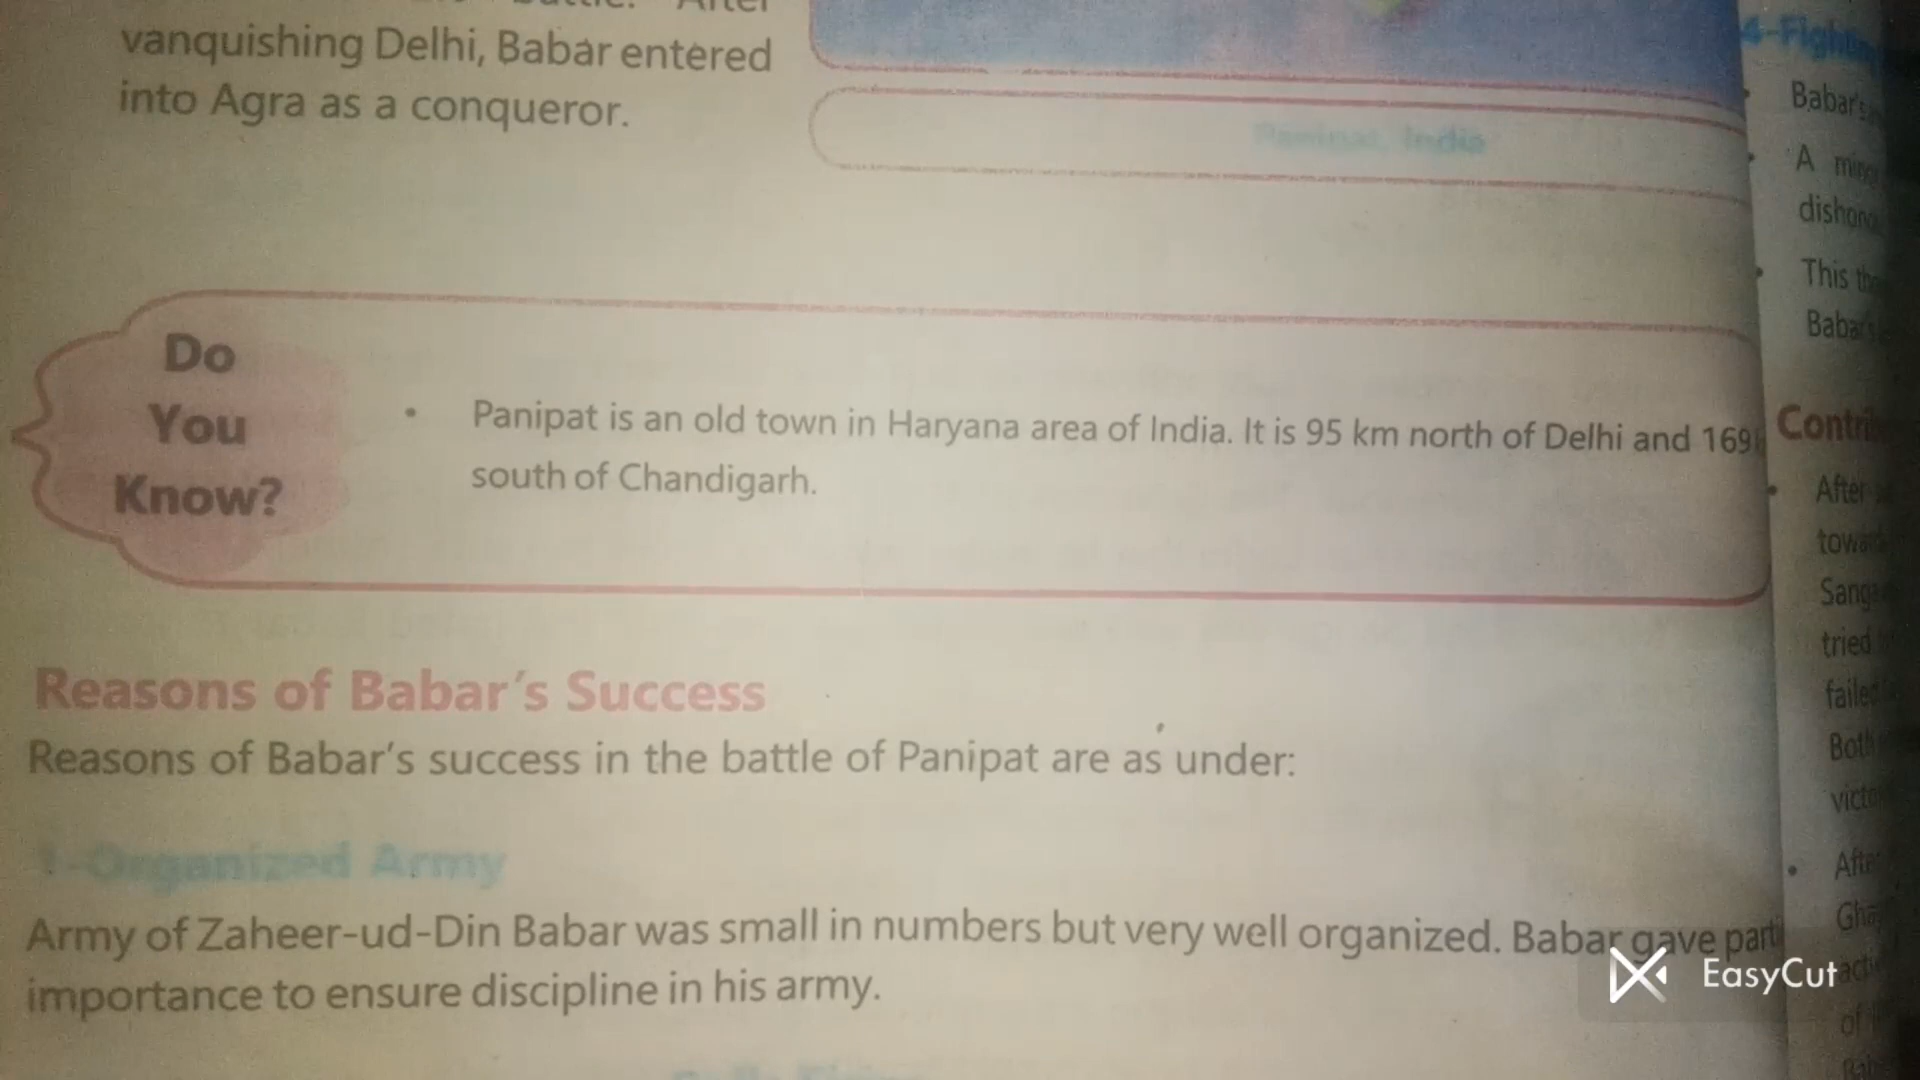 vanquishing Delhi, Babar entered
into Agra as a conqueror.
Panipat, India
Do
You
Know?
• Panipat is an old town in Haryana area of India. It is 95 km north of Delhi and 169
south of Chandigarh.
Reasons of Babar's Success
Reasons of Babar's success in the battle of Panipat are as under:
1-Organized Army
Army of Zaheer-ud-Din Babar was small in numbers but very well organized. Babar gave
importance to ensure discipline in his army.
Babar's
• A
• This
Babar's
• After
tried
Both
EasyCut